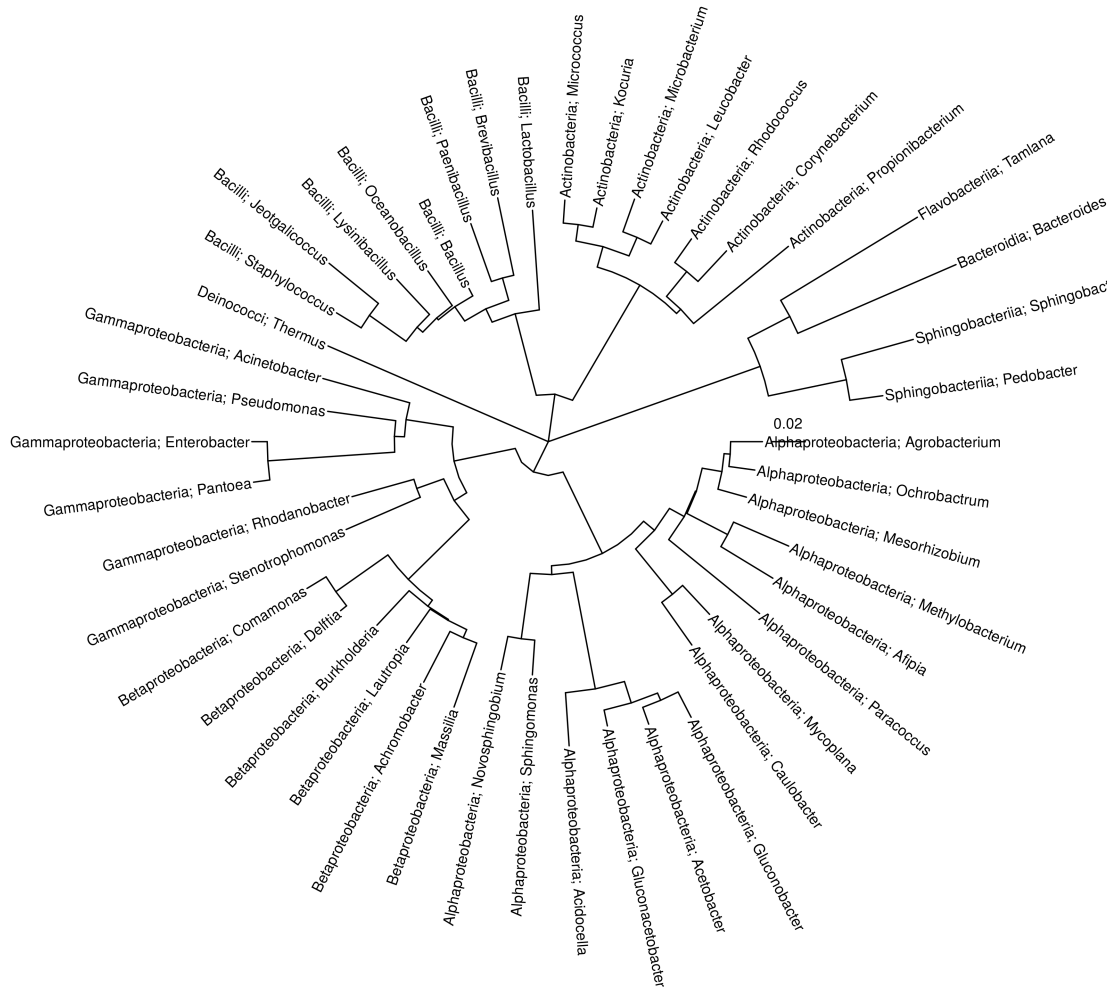 Actinobacteria; Micrococcus
Actinobacteria; Kocuria
Actinobacteria; Microbacterium
Actinobacteria; Leucobacter
Actinobacteria; Rhodococcus
Actinobacteria; Corynebacterium
Actinobacteria; Propionibacterium
Flavobacteriia; Tamlana
Bacteroidia; Bacteroides
Sphingobacteriia; Sphingobac
Sphingobacteriia; Pedobacter
0.02
Alphaproteobacteria; Agrobacterium
Alphaproteobacteria; Ochrobactrum
Alphaproteobacteria; Mesorhizobium
Alphaproteobacteria; Methylobacterium
Alphaproteobacteria; Afipia
Alphaproteobacteria; Paracoccus
Alphaproteobacteria; Mycoplana
Alphaproteobacteria; Caulobacter
Alphaproteobacteria; Gluconobacter
Alphaproteobacteria; Acetobacter
Alphaproteobacteria; Gluconacetobacter
Alphaproteobacteria; Acidocella
Alphaproteobacteria; Sphingomonas
Alphaproteobacteria; Novosphingobium
Betaproteobacteria; Massilia
Betaproteobacteria; Achromobacter
Betaproteobacteria; Lautropia
Betaproteobacteria; Burkholderia
Betaproteobacteria; Delftia
Betaproteobacteria; Comamonas
Gammaproteobacteria; Stenotrophomonas
Gammaproteobacteria; Rhodanobacter
Gammaproteobacteria; Pantoea
Gammaproteobacteria; Enterobacter
Gammaproteobacteria; Pseudomonas
Gammaproteobacteria; Acinetobacter
Deinococci; Thermus
Bacilli; Staphylococcus
Bacilli; Jeotgalicoccus
Bacilli; Lysinibacillus
Bacilli; Oceanobacillus
Bacilli; Bacillus
Bacilli; Paenibacillus
Bacilli; Brevibacillus
Bacilli; Lactobacillus